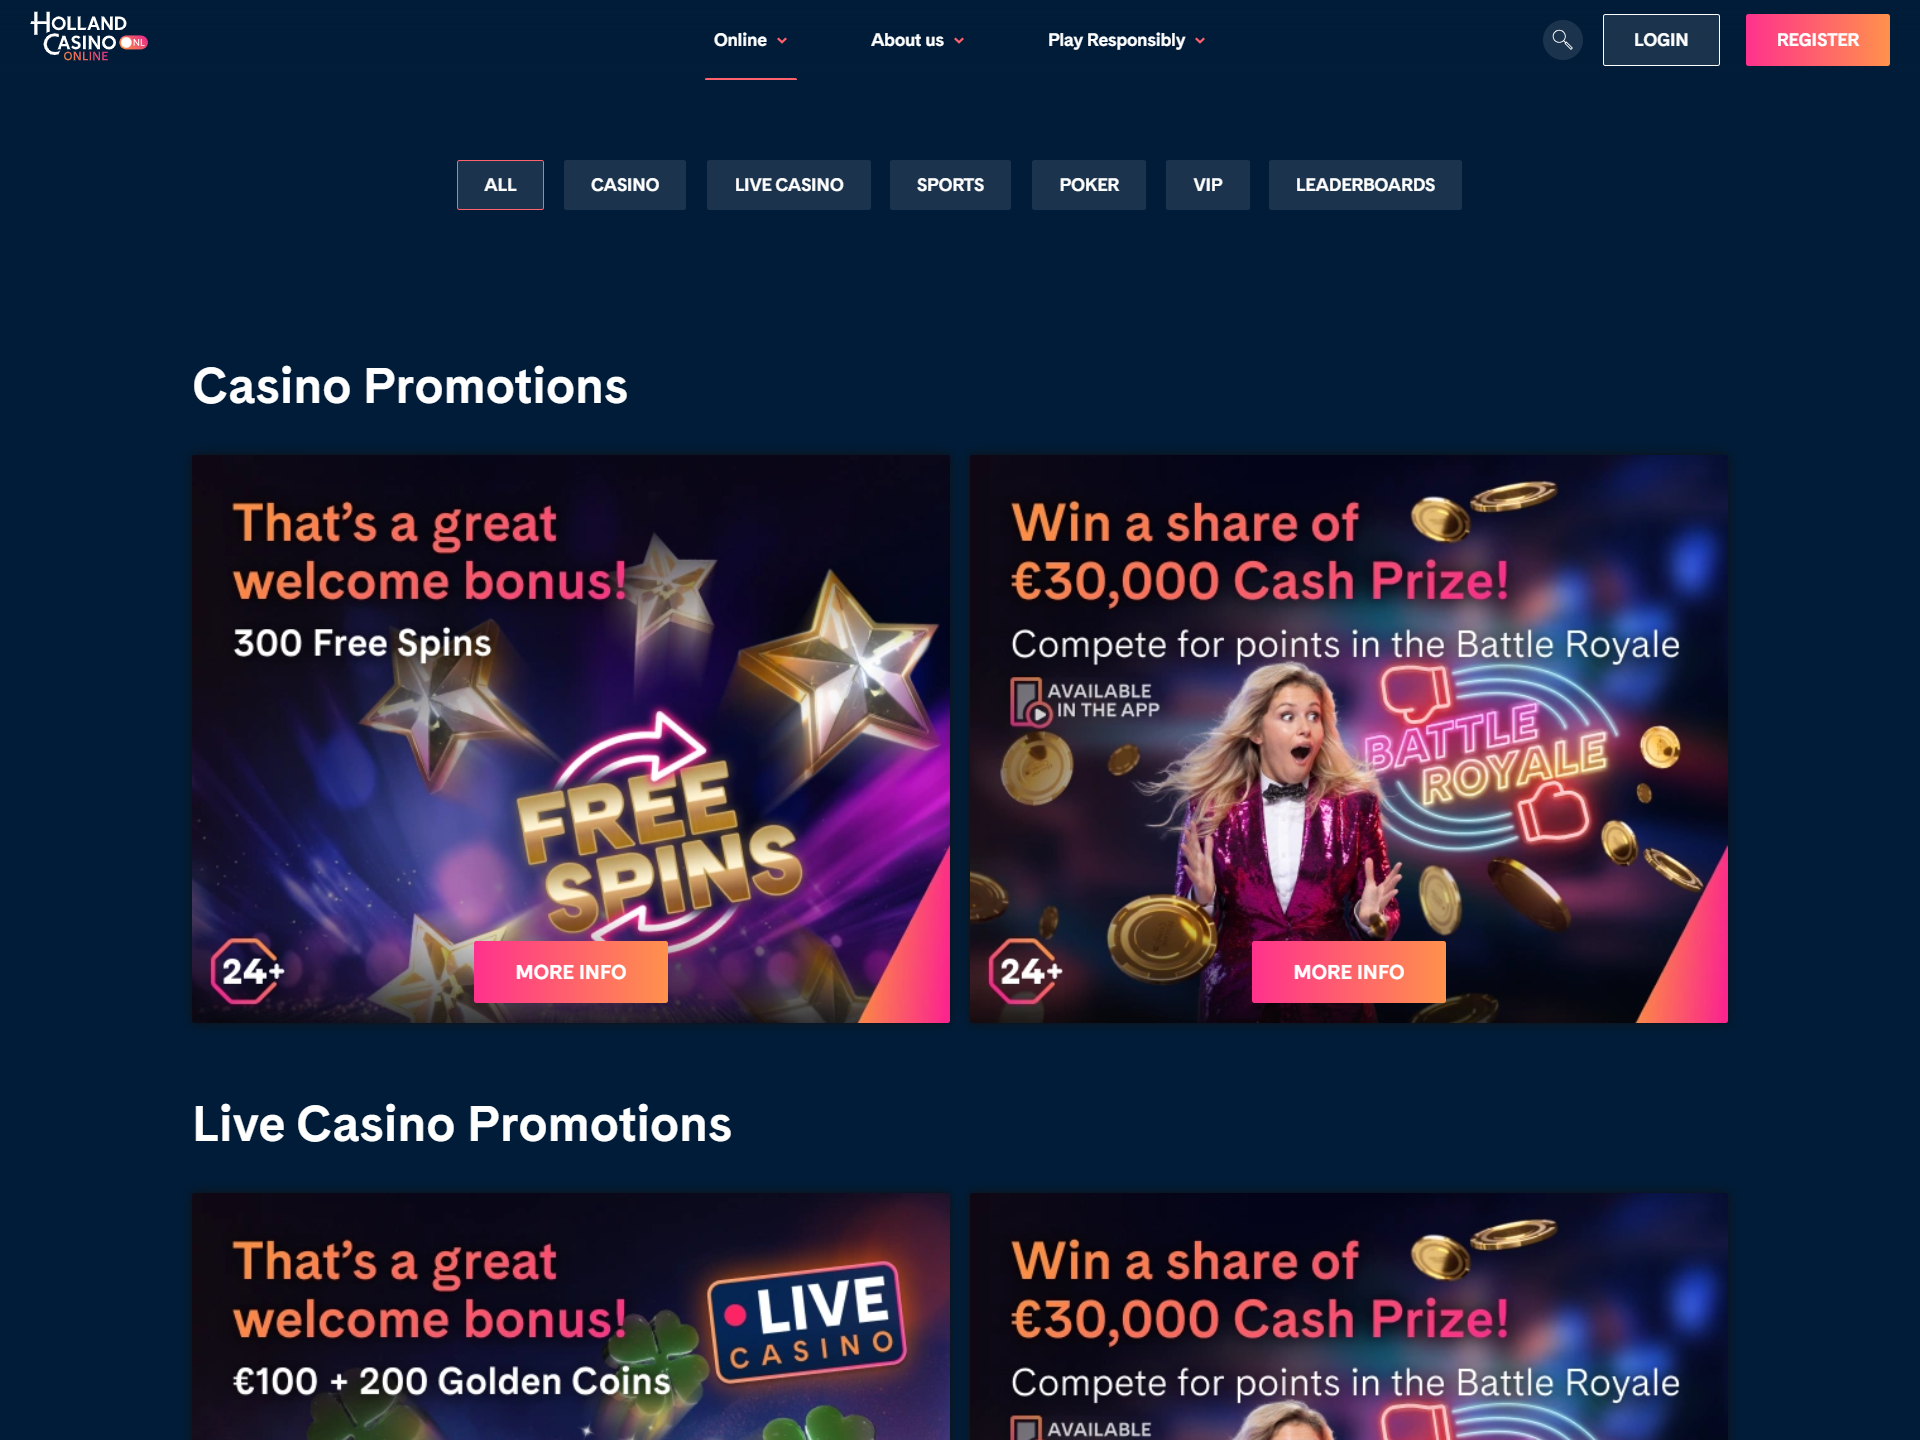 HOLLAND
CASINO NL
ONLINE
Online
About us
Play Responsibly
LOGIN
REGISTER
ALL
CASINO
LIVE CASINO
SPORTS
POKER
VIP
LEADERBOARDS
Casino Promotions
That’s a great
welcome bonus!
300 Free Spins
FREE
SPINS
24+
MORE INFO
Win a share of
€30,000 Cash Prize!
Compete for points in the Battle Royale
AVAILABLE
IN THE APP
BATTLE
ROYALE
24+
MORE INFO
Live Casino Promotions
That’s a great
welcome bonus!
€100 + 200 Golden Coins
LIVE
CASINO
Win a share of
€30,000 Cash Prize!
Compete for points in the Battle Royale
AVAILABLE